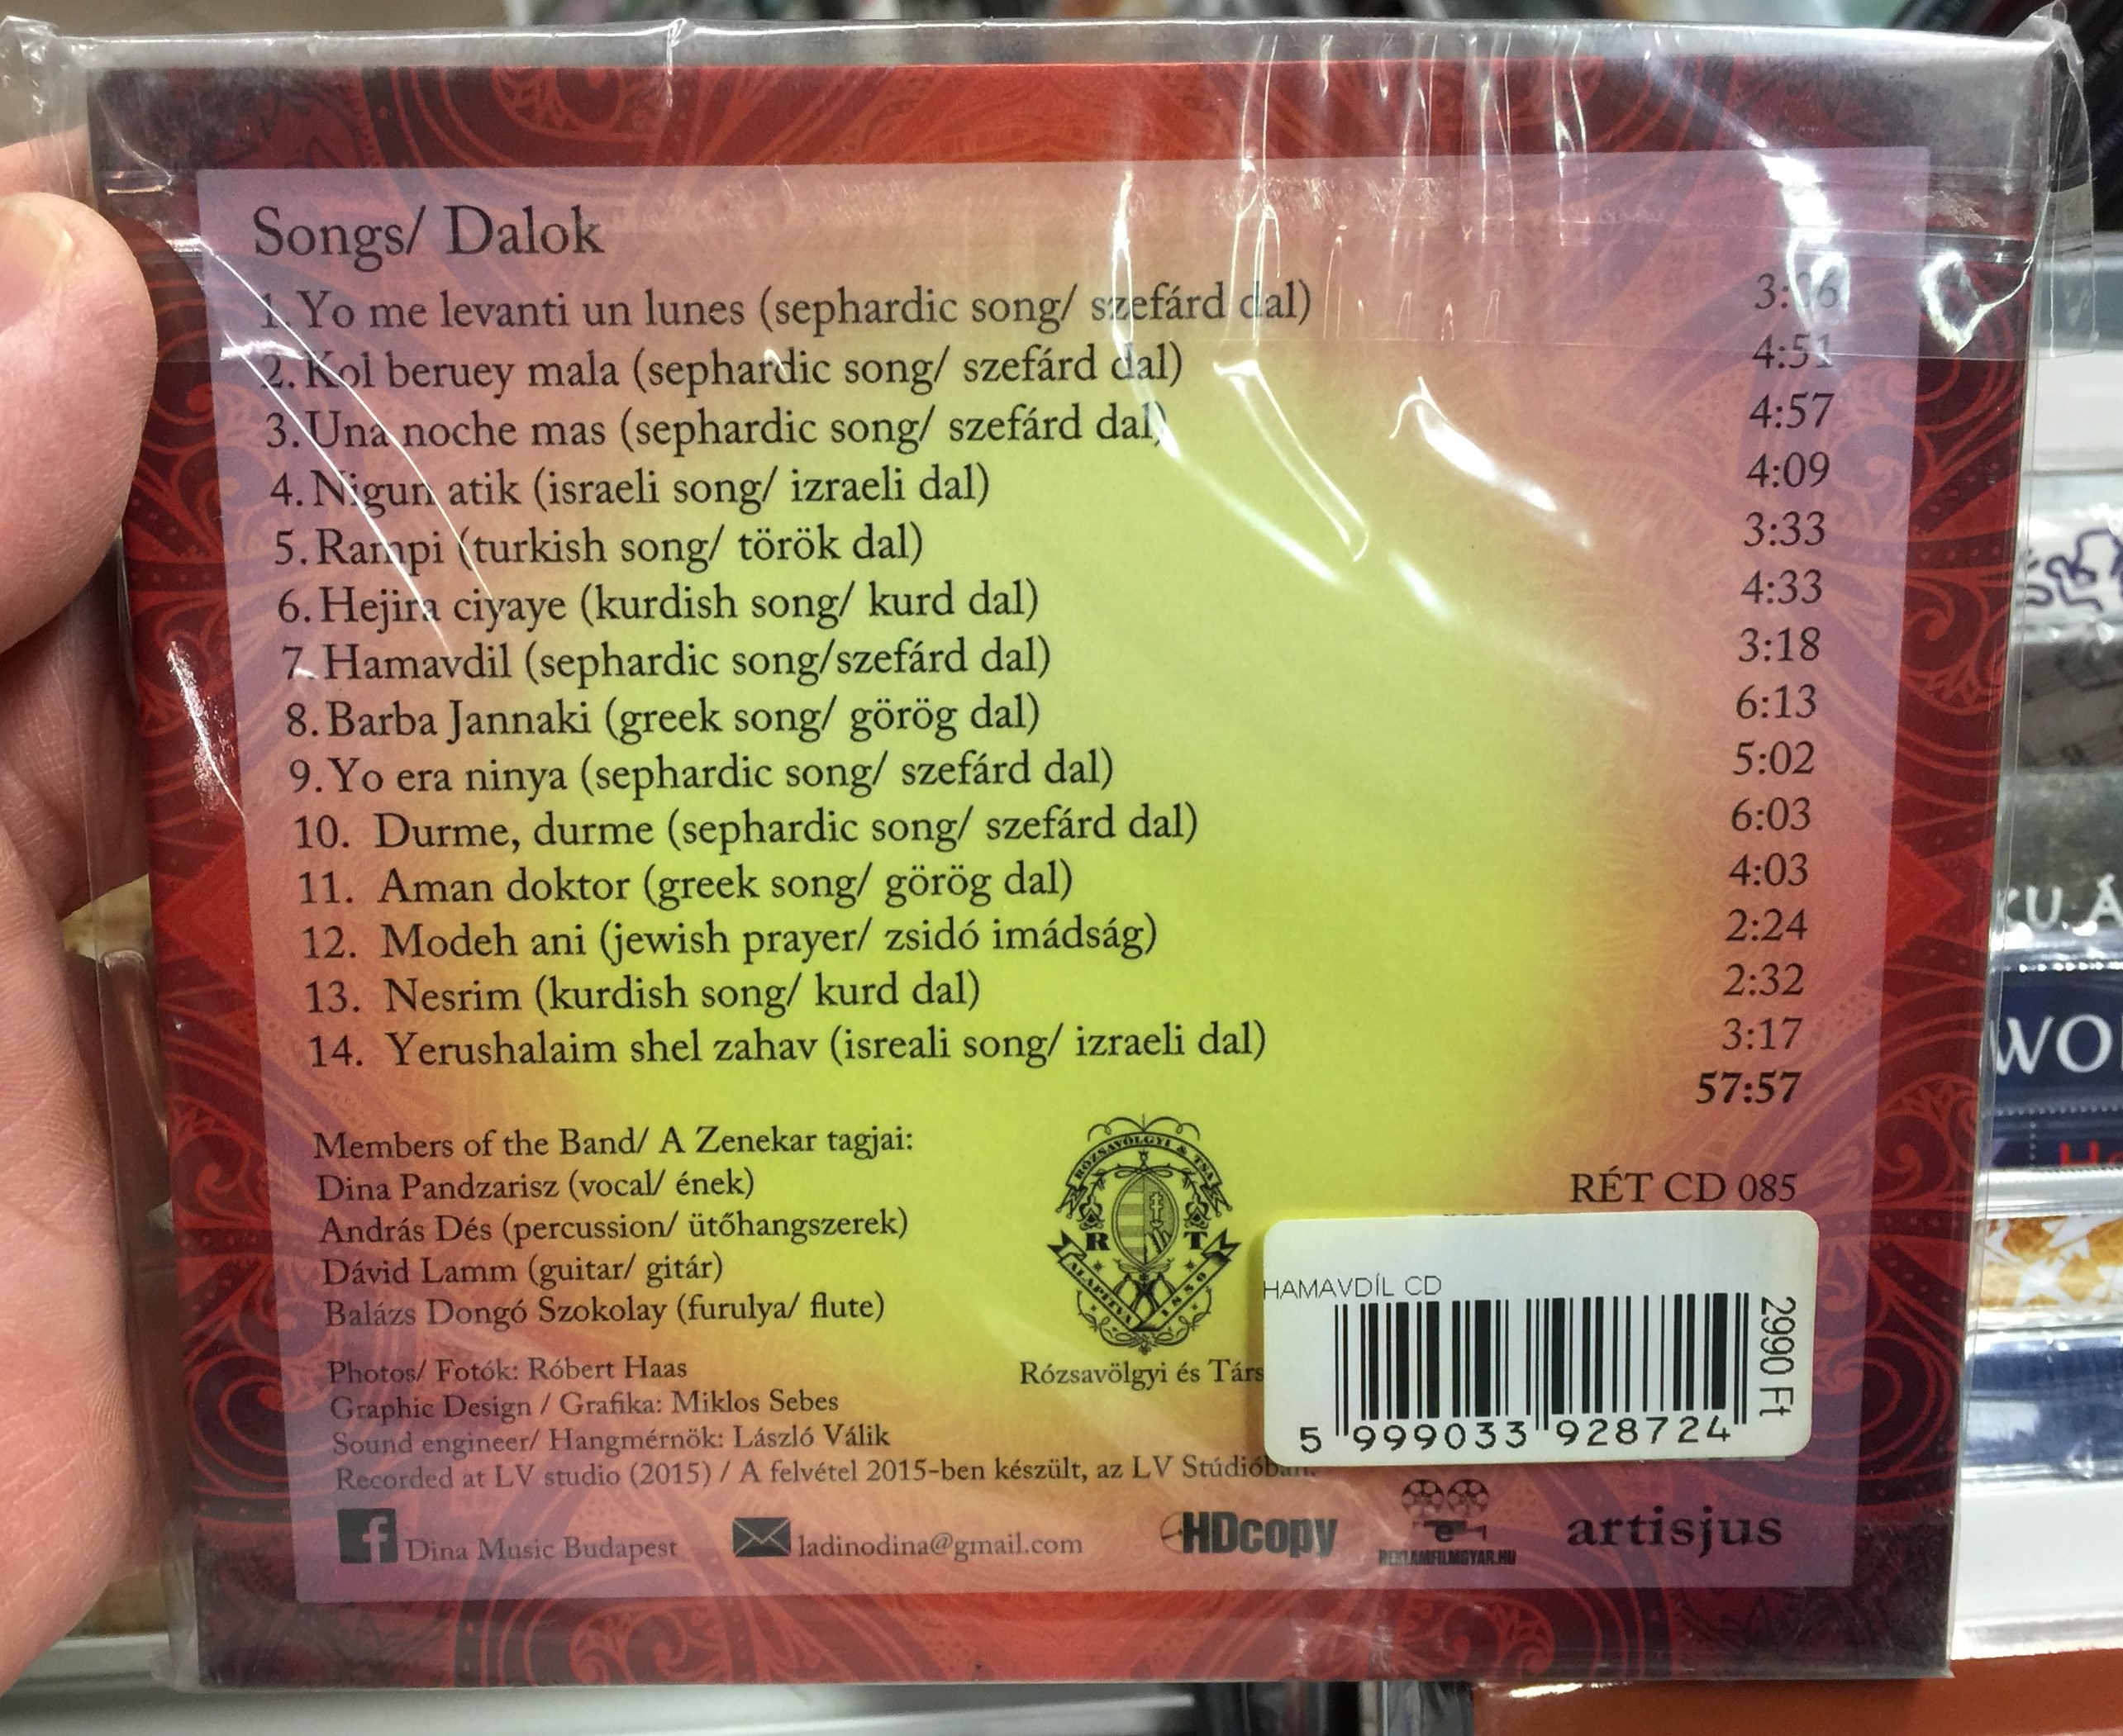 Songs/ Dalok
1. Yo me levanti un lunes (sephardic song/ szefárd dal) 3:06
2. Kol beruey mala (sephardic song/ szefárd dal) 4:51
3. Una noche mas (sephardic song/ szefárd dal) 4:57
4. Nigun atik (israeli song/ izraeli dal) 4:09
5. Rampi (turkish song/ török dal) 3:33
6. Hejira ciyaye (kurdish song/ kurd dal) 4:33
7. Hamavdil (sephardic song/szefárd dal) 3:18
8. Barba Jannaki (greek song/ görög dal) 6:13
9. Yo era ninya (sephardic song/ szefárd dal) 5:02
10. Durme, durme (sephardic song/ szefárd dal) 6:03
11. Aman doktor (greek song/ görög dal) 4:03
12. Modeh ani (jewish prayer/ zsidó imádság) 2:24
13. Nesrim (kurdish song/ kurd dal) 2:32
14. Yerushalaim shel zahav (isreali song/ izraeli dal) 3:17
57:57
Members of the Band/ A Zenekar tagjai:
Dina Pandzarisz (vocal/ ének)
András Dés (percussion/ ütőhangszerek)
Dávid Lamm (guitar/ gitár)
Balázs Dongó Szokolay (furulya/ flute)
Photos/ Fotók: Róbert Haas
Graphic Design / Grafika: Miklos Sebes
Sound engineer/ Hangmérnök: László Válik
Recorded at LV studio (2015) / A felvétel 2015-ben készült, az LV Stúdióban.
RÓZSAVÖLGYI & TSA
R T
ALAPITVA 1850
Rózsavölgyi és Társ
RÉT CD 085
HAMAVDÍL CD
2990 Ft
5 999033 928724
Dina Music Budapest
ladinodina@gmail.com
HDcopy
REKLAMFILMGYAR.HU
artisjus
KU Á
WO